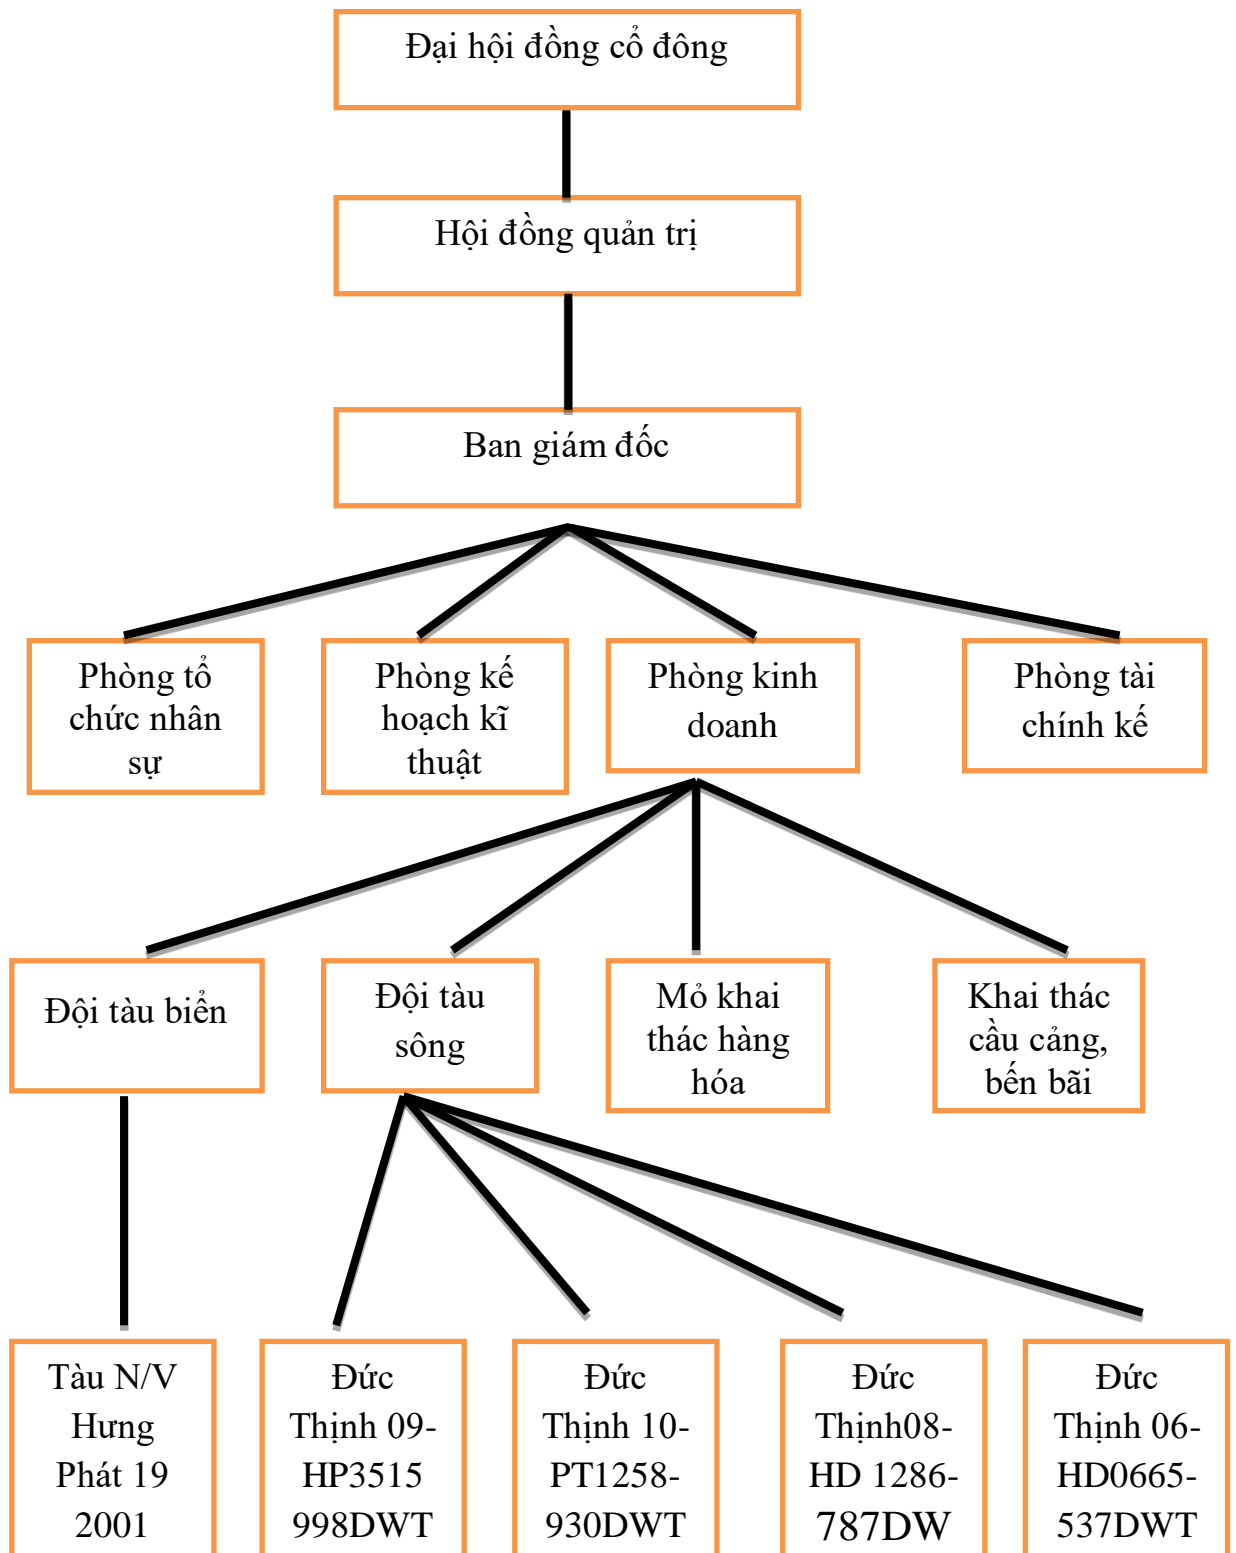 Đại hội đồng cổ đông
Hội đồng quản trị
Ban giám đốc
Phòng tổ
chức nhân
sự
Phòng kế
hoạch kĩ
thuật
Phòng kinh
doanh
Phòng tài
chính kế
Đội tàu biển
Đội tàu
sông
Mỏ khai
thác hàng
hóa
Khai thác
cầu cảng,
bến bãi
Tàu N/V
Hưng
Phát 19
2001
Đức
Thịnh 09-
HP3515
998DWT
Đức
Thịnh 10-
PT1258-
930DWT
Đức
Thịnh08-
HD 1286-
787DW
Đức
Thịnh 06-
HD0665-
537DWT